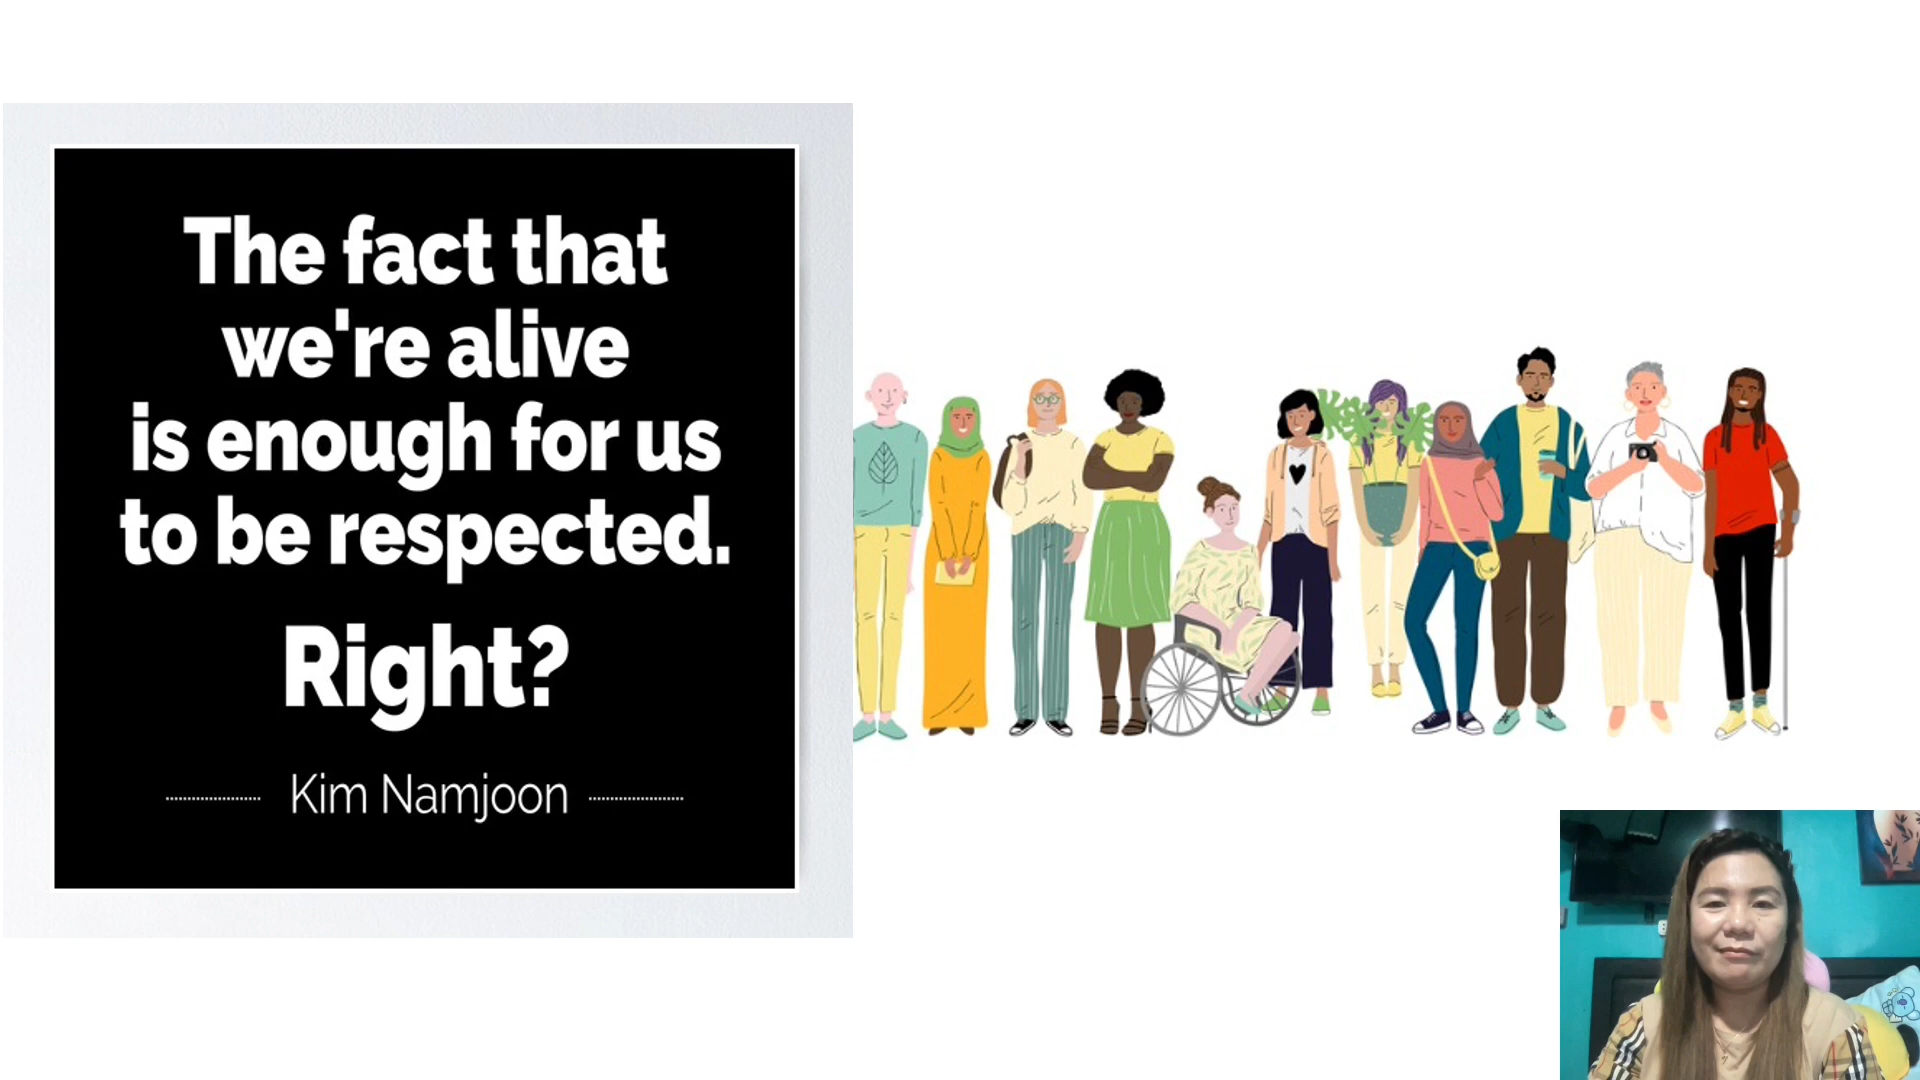 The fact that
we're alive
is enough for us
to be respected.
Right?
Kim Namjoon